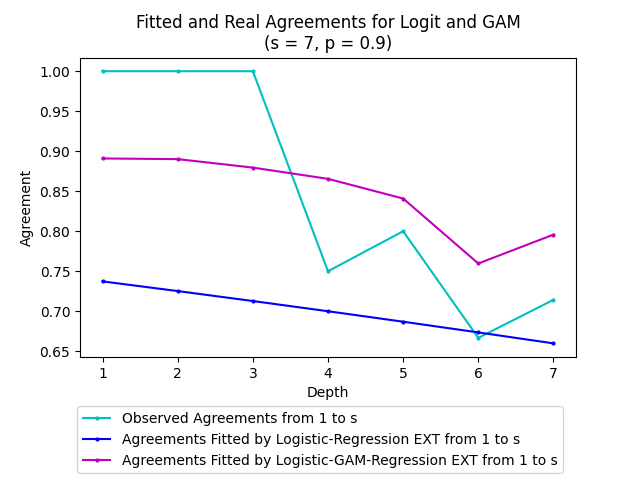 Fitted and Real Agreements for Logit and GAM
(s = 7, p = 0.9)
1.00
0.95
0.90
0.85
0.80
0.75
0.70
0.65
Agreement
1 2 3 4 5 6 7
Depth
Observed Agreements from 1 to s
Agreements Fitted by Logistic-Regression EXT from 1 to s
Agreements Fitted by Logistic-GAM-Regression EXT from 1 to s